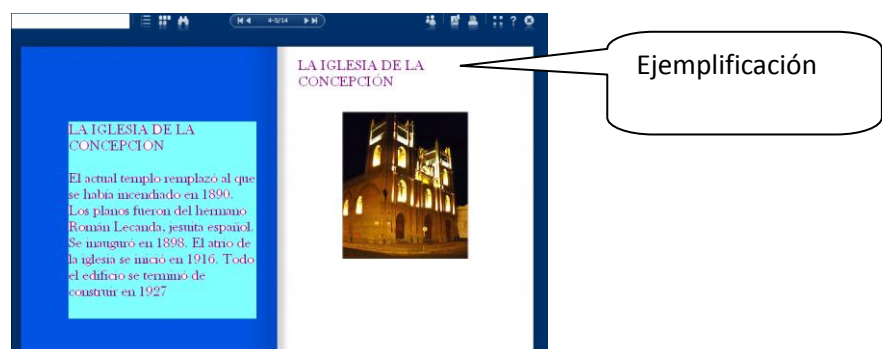 4-5/14
?
LA IGLESIA DE LA
CONCEPCION
El actual templo remplazó al que
se había incendiado en 1890.
Los planos fueron del hermano
Román Lecanda, jesuita español.
Se inauguró en 1898. El atrio de
la iglesia se inició en 1916. Todo
el edificio se terminó de
construir en 1927
LA IGLESIA DE LA
CONCEPCIÓN
Ejemplificación